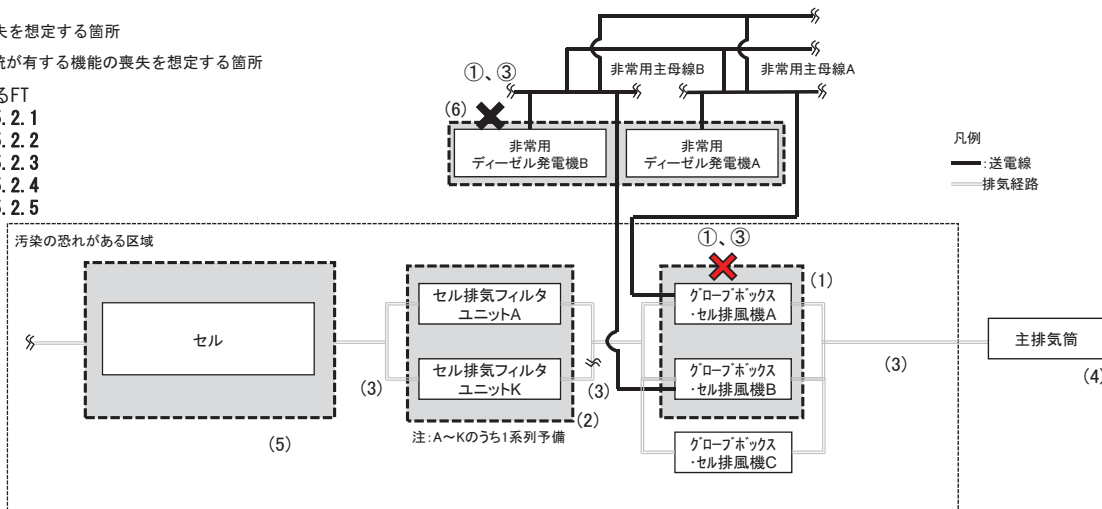 失を想定する箇所
統が有する機能の喪失を想定する箇所
るFT
5.2.1
5.2.2
5.2.3
5.2.4
5.2.5
①、③
非常用主母線B
非常用主母線A
(6)
非常用
ディーゼル発電機B
非常用
ディーゼル発電機A
凡例
:送電線
排気経路
汚染の恐れがある区域
①、③
(1)
セル
セル排気フィルタ
ユニットA
グローブボックス
・セル排風機A
(3)
(3)
(3)
主排気筒
(4)
セル排気フィルタ
ユニットK
グローブボックス
・セル排風機B
(2)
(5)
注:A～Kのうち1系列予備
グローブボックス
・セル排風機C